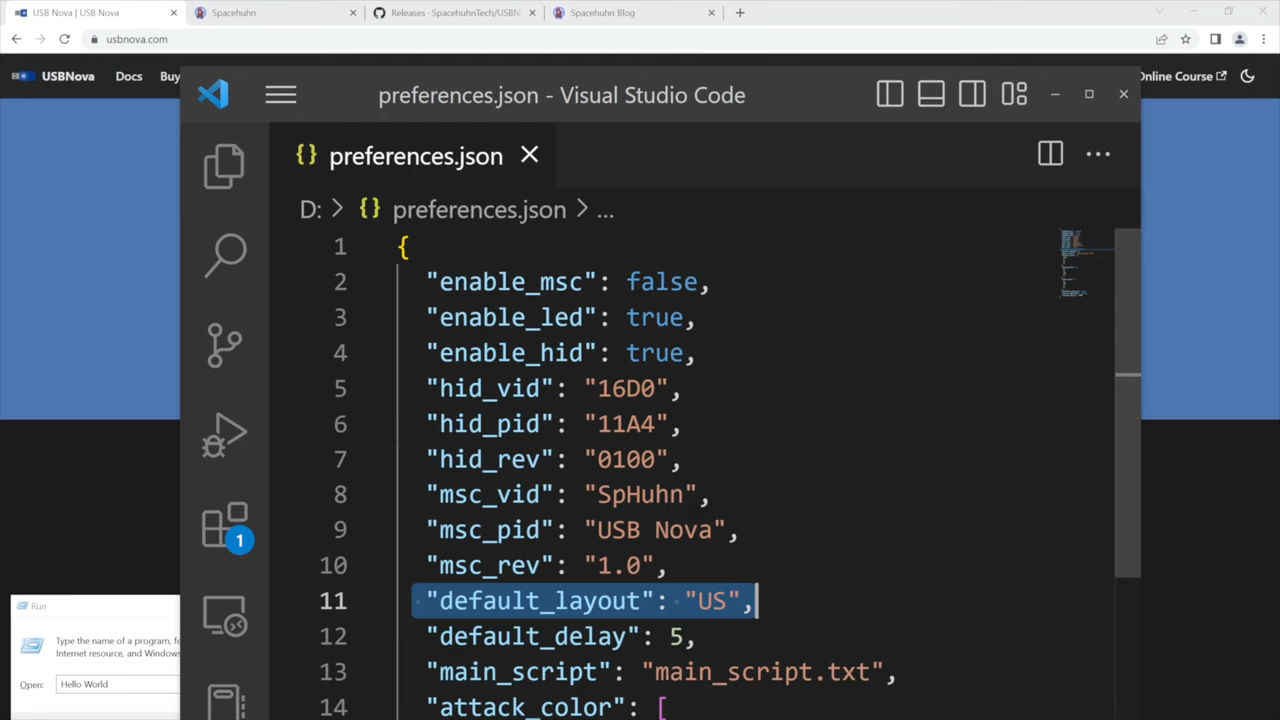 USB Nova | USB Nova
Spacehuhn
Releases · SpacehuhnTech/USBN
Spacehuhn Blog
usbnova.com
USBNova
Docs
Buy
Online Course
preferences.json - Visual Studio Code
{} preferences.json
D: > {} preferences.json > ...
1 {
2 "enable_msc": false,
3 "enable_led": true,
4 "enable_hid": true,
5 "hid_vid": "16D0",
6 "hid_pid": "11A4",
7 "hid_rev": "0100",
8 "msc_vid": "SpHuhn",
9 "msc_pid": "USB Nova",
10 "msc_rev": "1.0",
11 "default_layout": "US",
12 "default_delay": 5,
13 "main_script": "main_script.txt",
14 "attack_color": [
1
Run
Type the name of a program, fo
Internet resource, and Windows
Open: Hello World